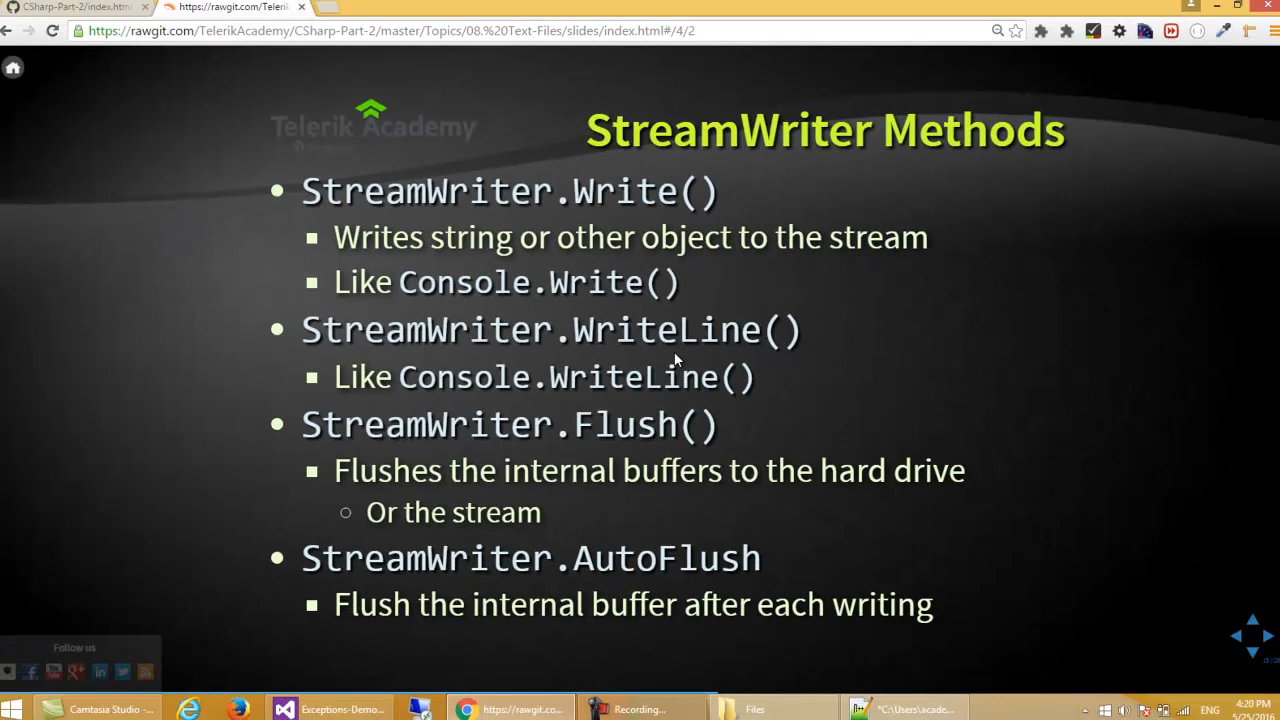 CSharp-Part-2/index.html
https://rawgit.com/Teleri
https://rawgit.com/TelerikAcademy/CSharp-Part-2/master/Topics/08.%20Text-Files/slides/index.html#/4/2
Telerik Academy
StreamWriter Methods
StreamWriter.Write()
Writes string or other object to the stream
Like Console.Write()
StreamWriter.WriteLine()
Like Console.WriteLine()
StreamWriter.Flush()
Flushes the internal buffers to the hard drive
Or the stream
StreamWriter.AutoFlush
Flush the internal buffer after each writing
Follow us
Camtasia Studio - ...
Exceptions-Demo...
https://rawgit.co...
Recording...
Files
*C:\Users\acade...
ENG
4:20 PM
5/25/2016